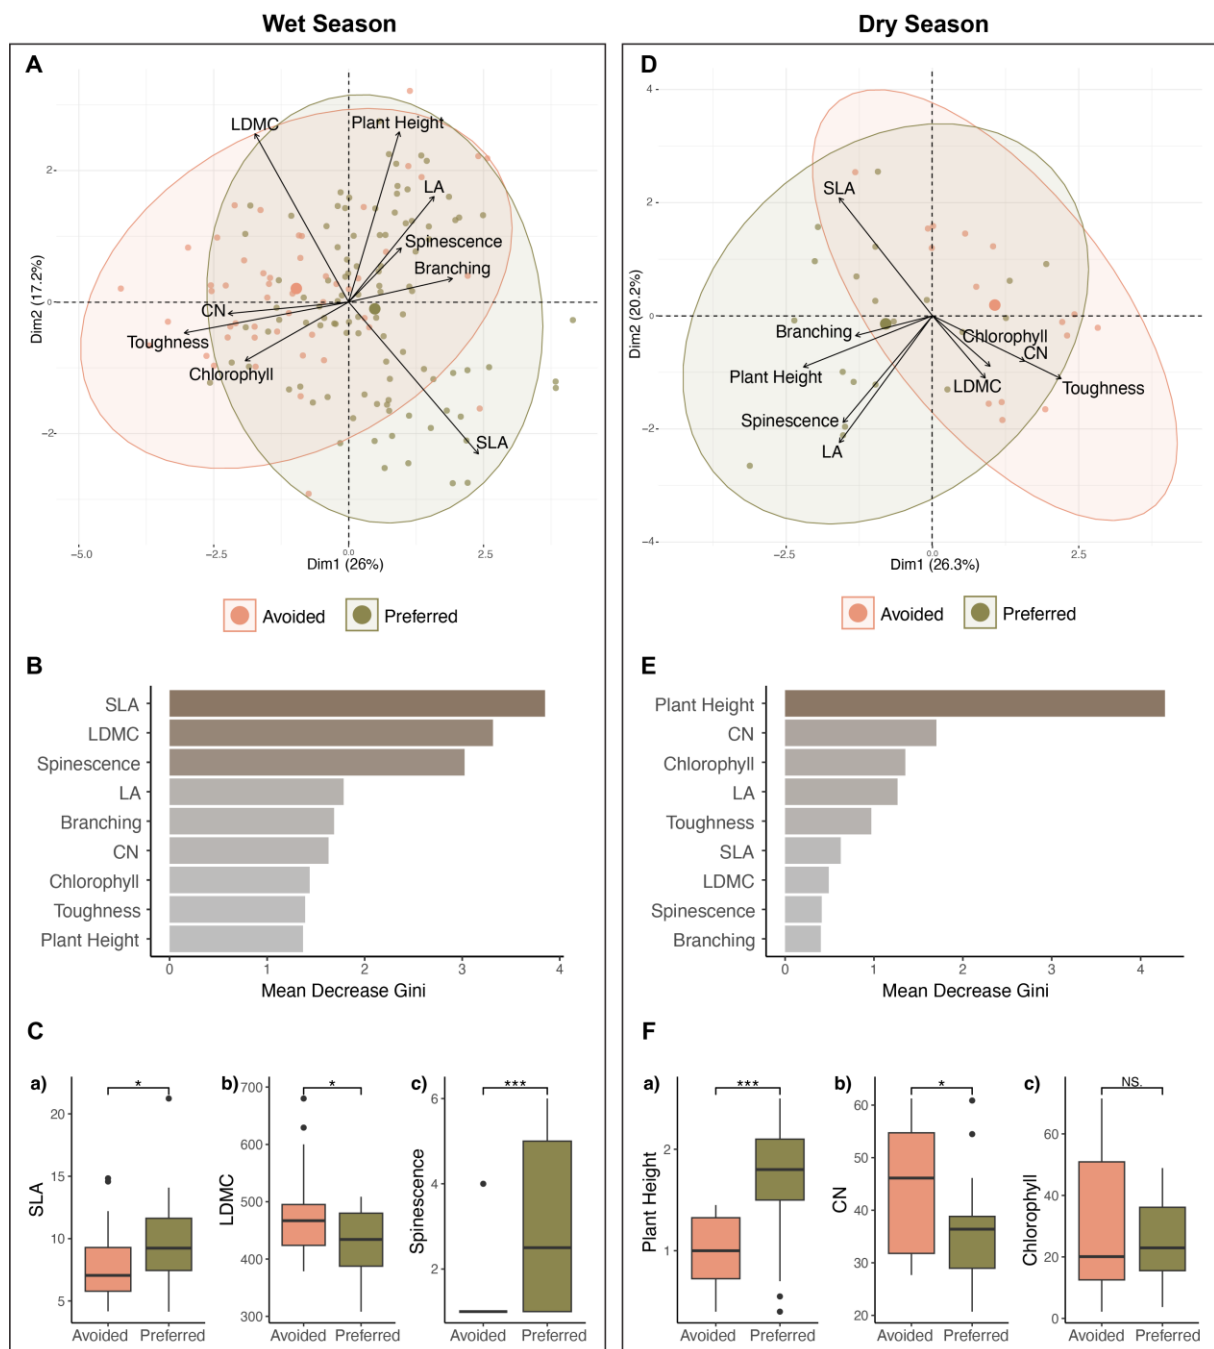 Wet Season
Dry Season
A
LDMC
Plant Height
LA
Spinescence
Branching
CN
Toughness
Chlorophyll
SLA
2
0
−2
−5.0
−2.5
0.0
2.5
Dim2 (17.2%)
Dim1 (26%)
Avoided
Preferred
D
SLA
Branching
Plant Height
Spinescence
LA
Chlorophyll
CN
LDMC
Toughness
4
2
0
−2
−4
−2.5
0.0
2.5
Dim2 (20.2%)
Dim1 (26.3%)
Avoided
Preferred
B
SLA
LDMC
Spinescence
LA
Branching
CN
Chlorophyll
Toughness
Plant Height
0 1 2 3 4
Mean Decrease Gini
E
Plant Height
CN
Chlorophyll
LA
Toughness
SLA
LDMC
Spinescence
Branching
0 1 2 3 4
Mean Decrease Gini
C
a)
*
SLA
20
15
10
5
Avoided Preferred
b)
*
LDMC
700
600
500
400
300
Avoided Preferred
c)
***
Spinescence
6
4
2
Avoided Preferred
F
a)
***
Plant Height
2
1
Avoided Preferred
b)
*
CN
60
50
40
30
20
Avoided Preferred
c)
NS.
Chlorophyll
60
40
20
0
Avoided Preferred